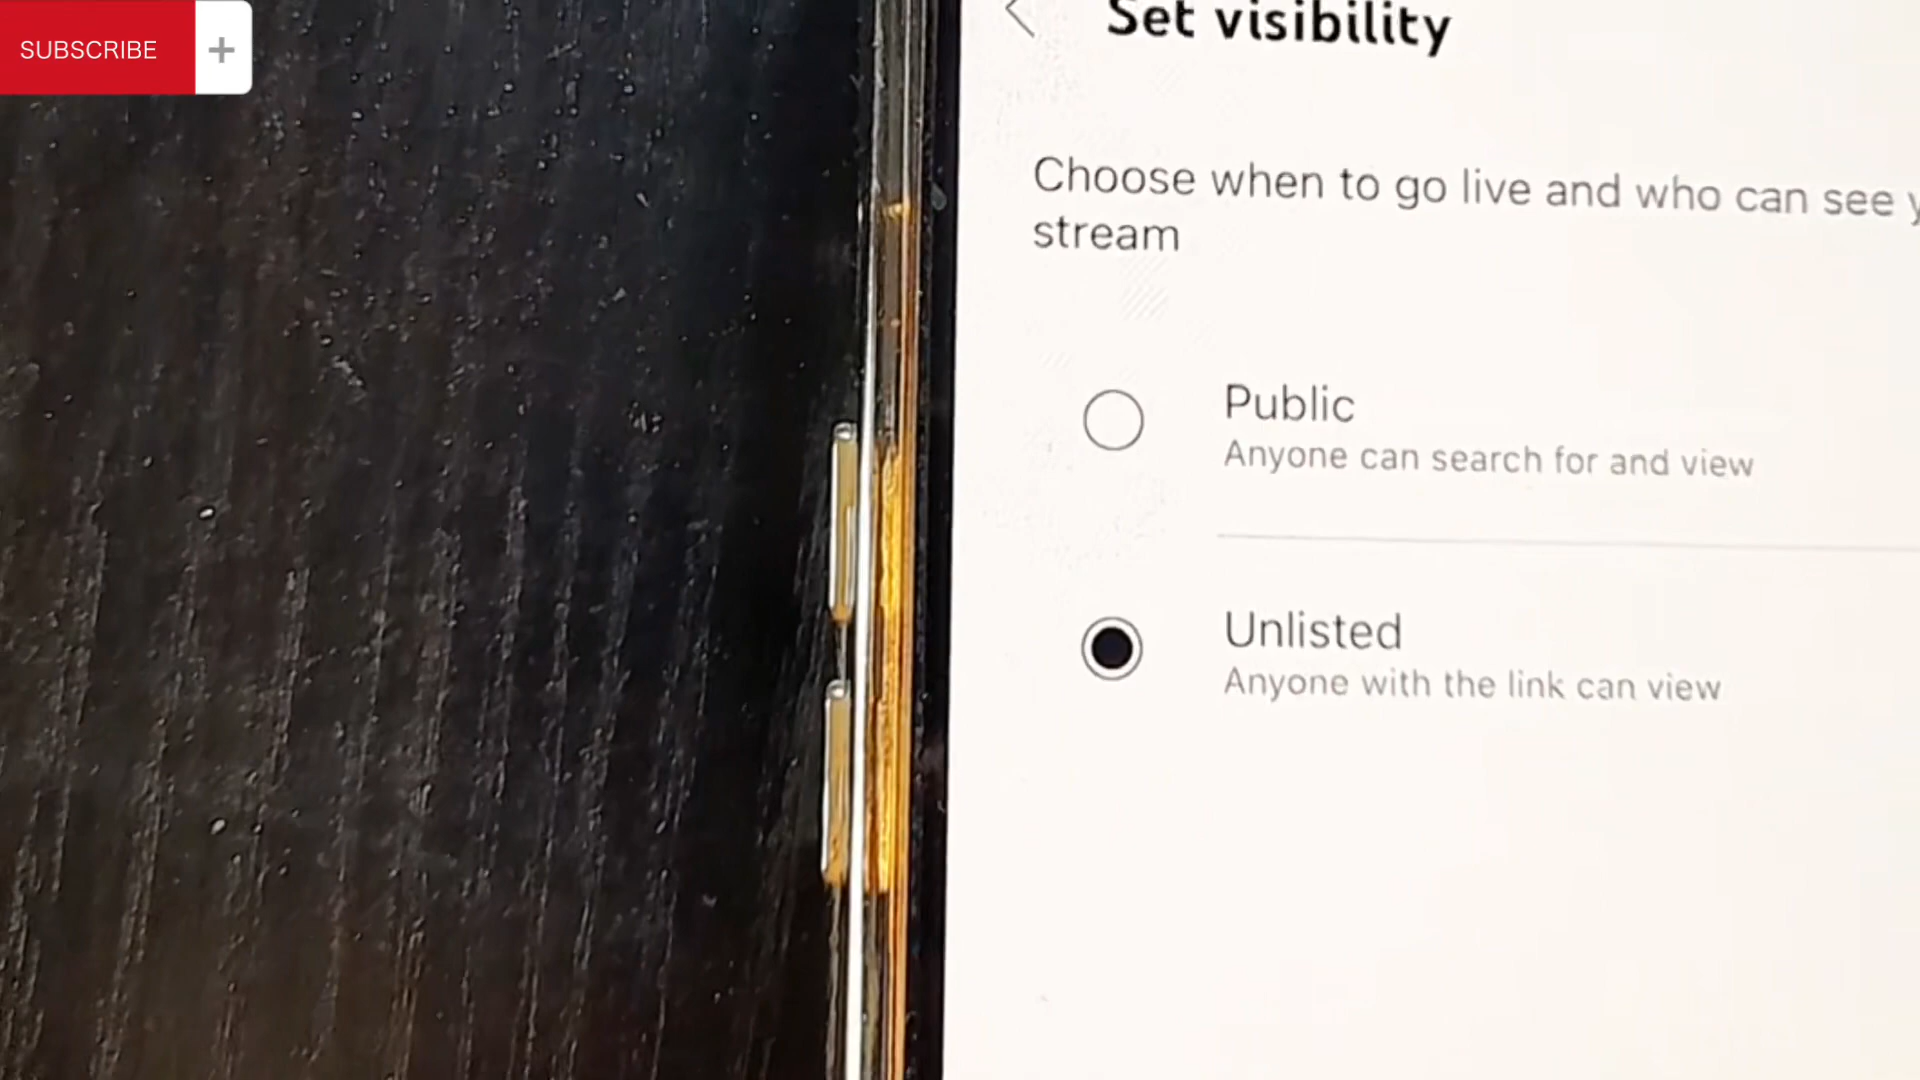 SUBSCRIBE +
Set visibility
Choose when to go live and who can see
stream
Public
Anyone can search for and view
Unlisted
Anyone with the link can view